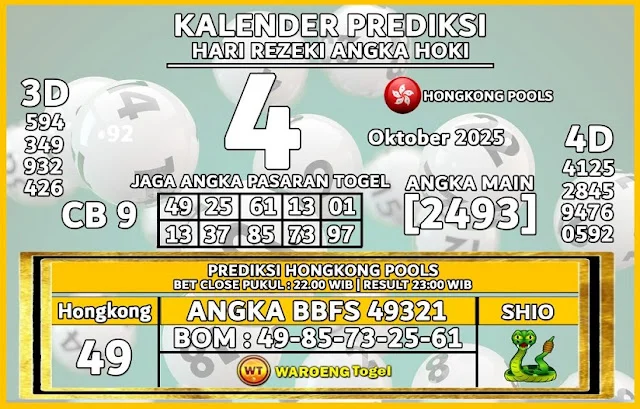 KALENDER PREDIKSI
HARI REZEKI ANGKA HOKI
3D
594
349
932
426
CB 9
4
HONGKONG POOLS
Oktober 2025
JAGA ANGKA PASARAN TOGEL
49 25 61 13 01
13 37 85 73 97
ANGKA MAIN
[2493]
4D
4125
2845
9476
0592
92
PREDIKSI HONGKONG POOLS
BET CLOSE PUKUL : 22.00 WIB | RESULT 23:00 WIB
Hongkong
49
ANGKA BBFS 49321
BOM : 49-85-73-25-61
WT WAROENG Togel
SHIO